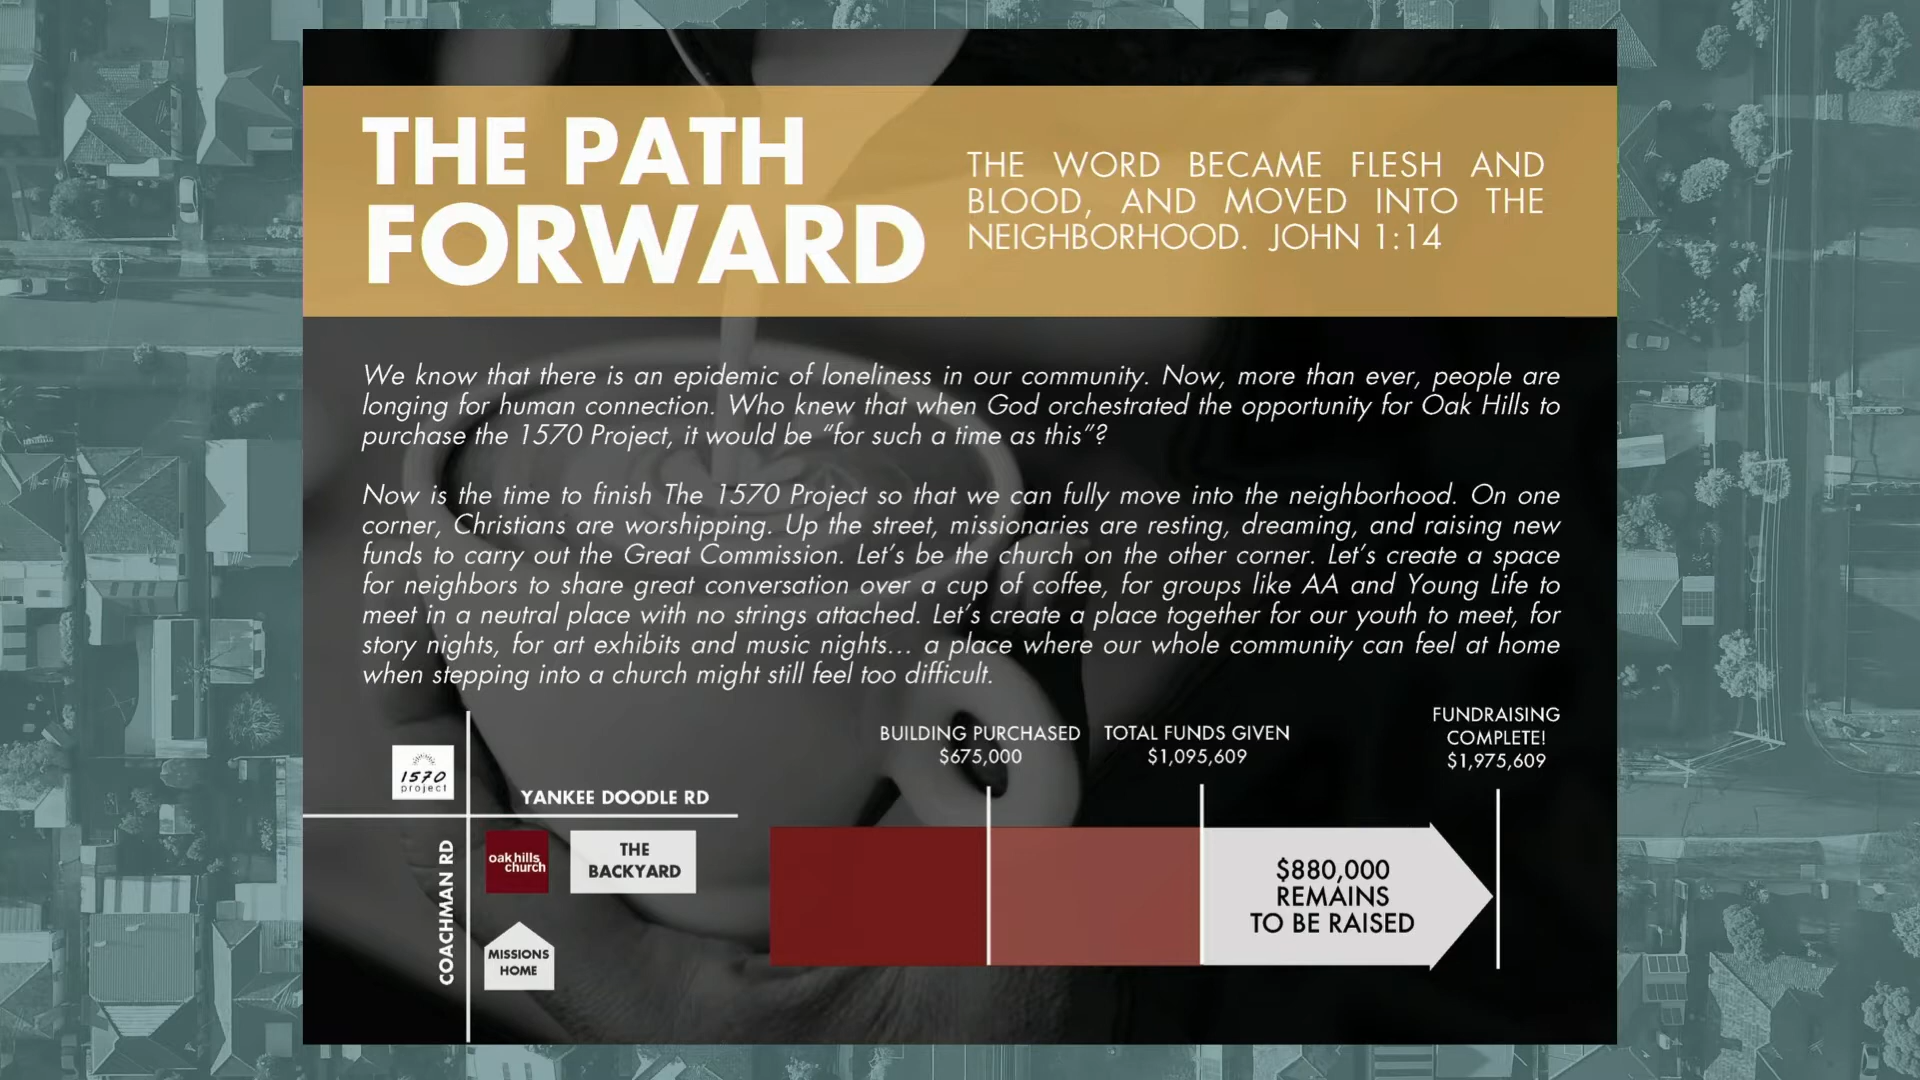 THE PATH
FORWARD
THE WORD BECAME FLESH AND
BLOOD, AND MOVED INTO THE
NEIGHBORHOOD. JOHN 1:14
We know that there is an epidemic of loneliness in our community. Now, more than ever, people are
longing for human connection. Who knew that when God orchestrated the opportunity for Oak Hills to
purchase the 1570 Project, it would be “for such a time as this”?
Now is the time to finish The 1570 Project so that we can fully move into the neighborhood. On one
corner, Christians are worshipping. Up the street, missionaries are resting, dreaming, and raising new
funds to carry out the Great Commission. Let’s be the church on the other corner. Let’s create a space
for neighbors to share great conversation over a cup of coffee, for groups like AA and Young Life to
meet in a neutral place with no strings attached. Let’s create a place together for our youth to meet, for
story nights, for art exhibits and music nights... a place where our whole community can feel at home
when stepping into a church might still feel too difficult.
1570
project
YANKEE DOODLE RD
COACHMAN RD
oak hills
church
THE
BACKYARD
MISSIONS
HOME
BUILDING PURCHASED
$675,000
TOTAL FUNDS GIVEN
$1,095,609
FUNDRAISING
COMPLETE!
$1,975,609
$880,000
REMAINS
TO BE RAISED